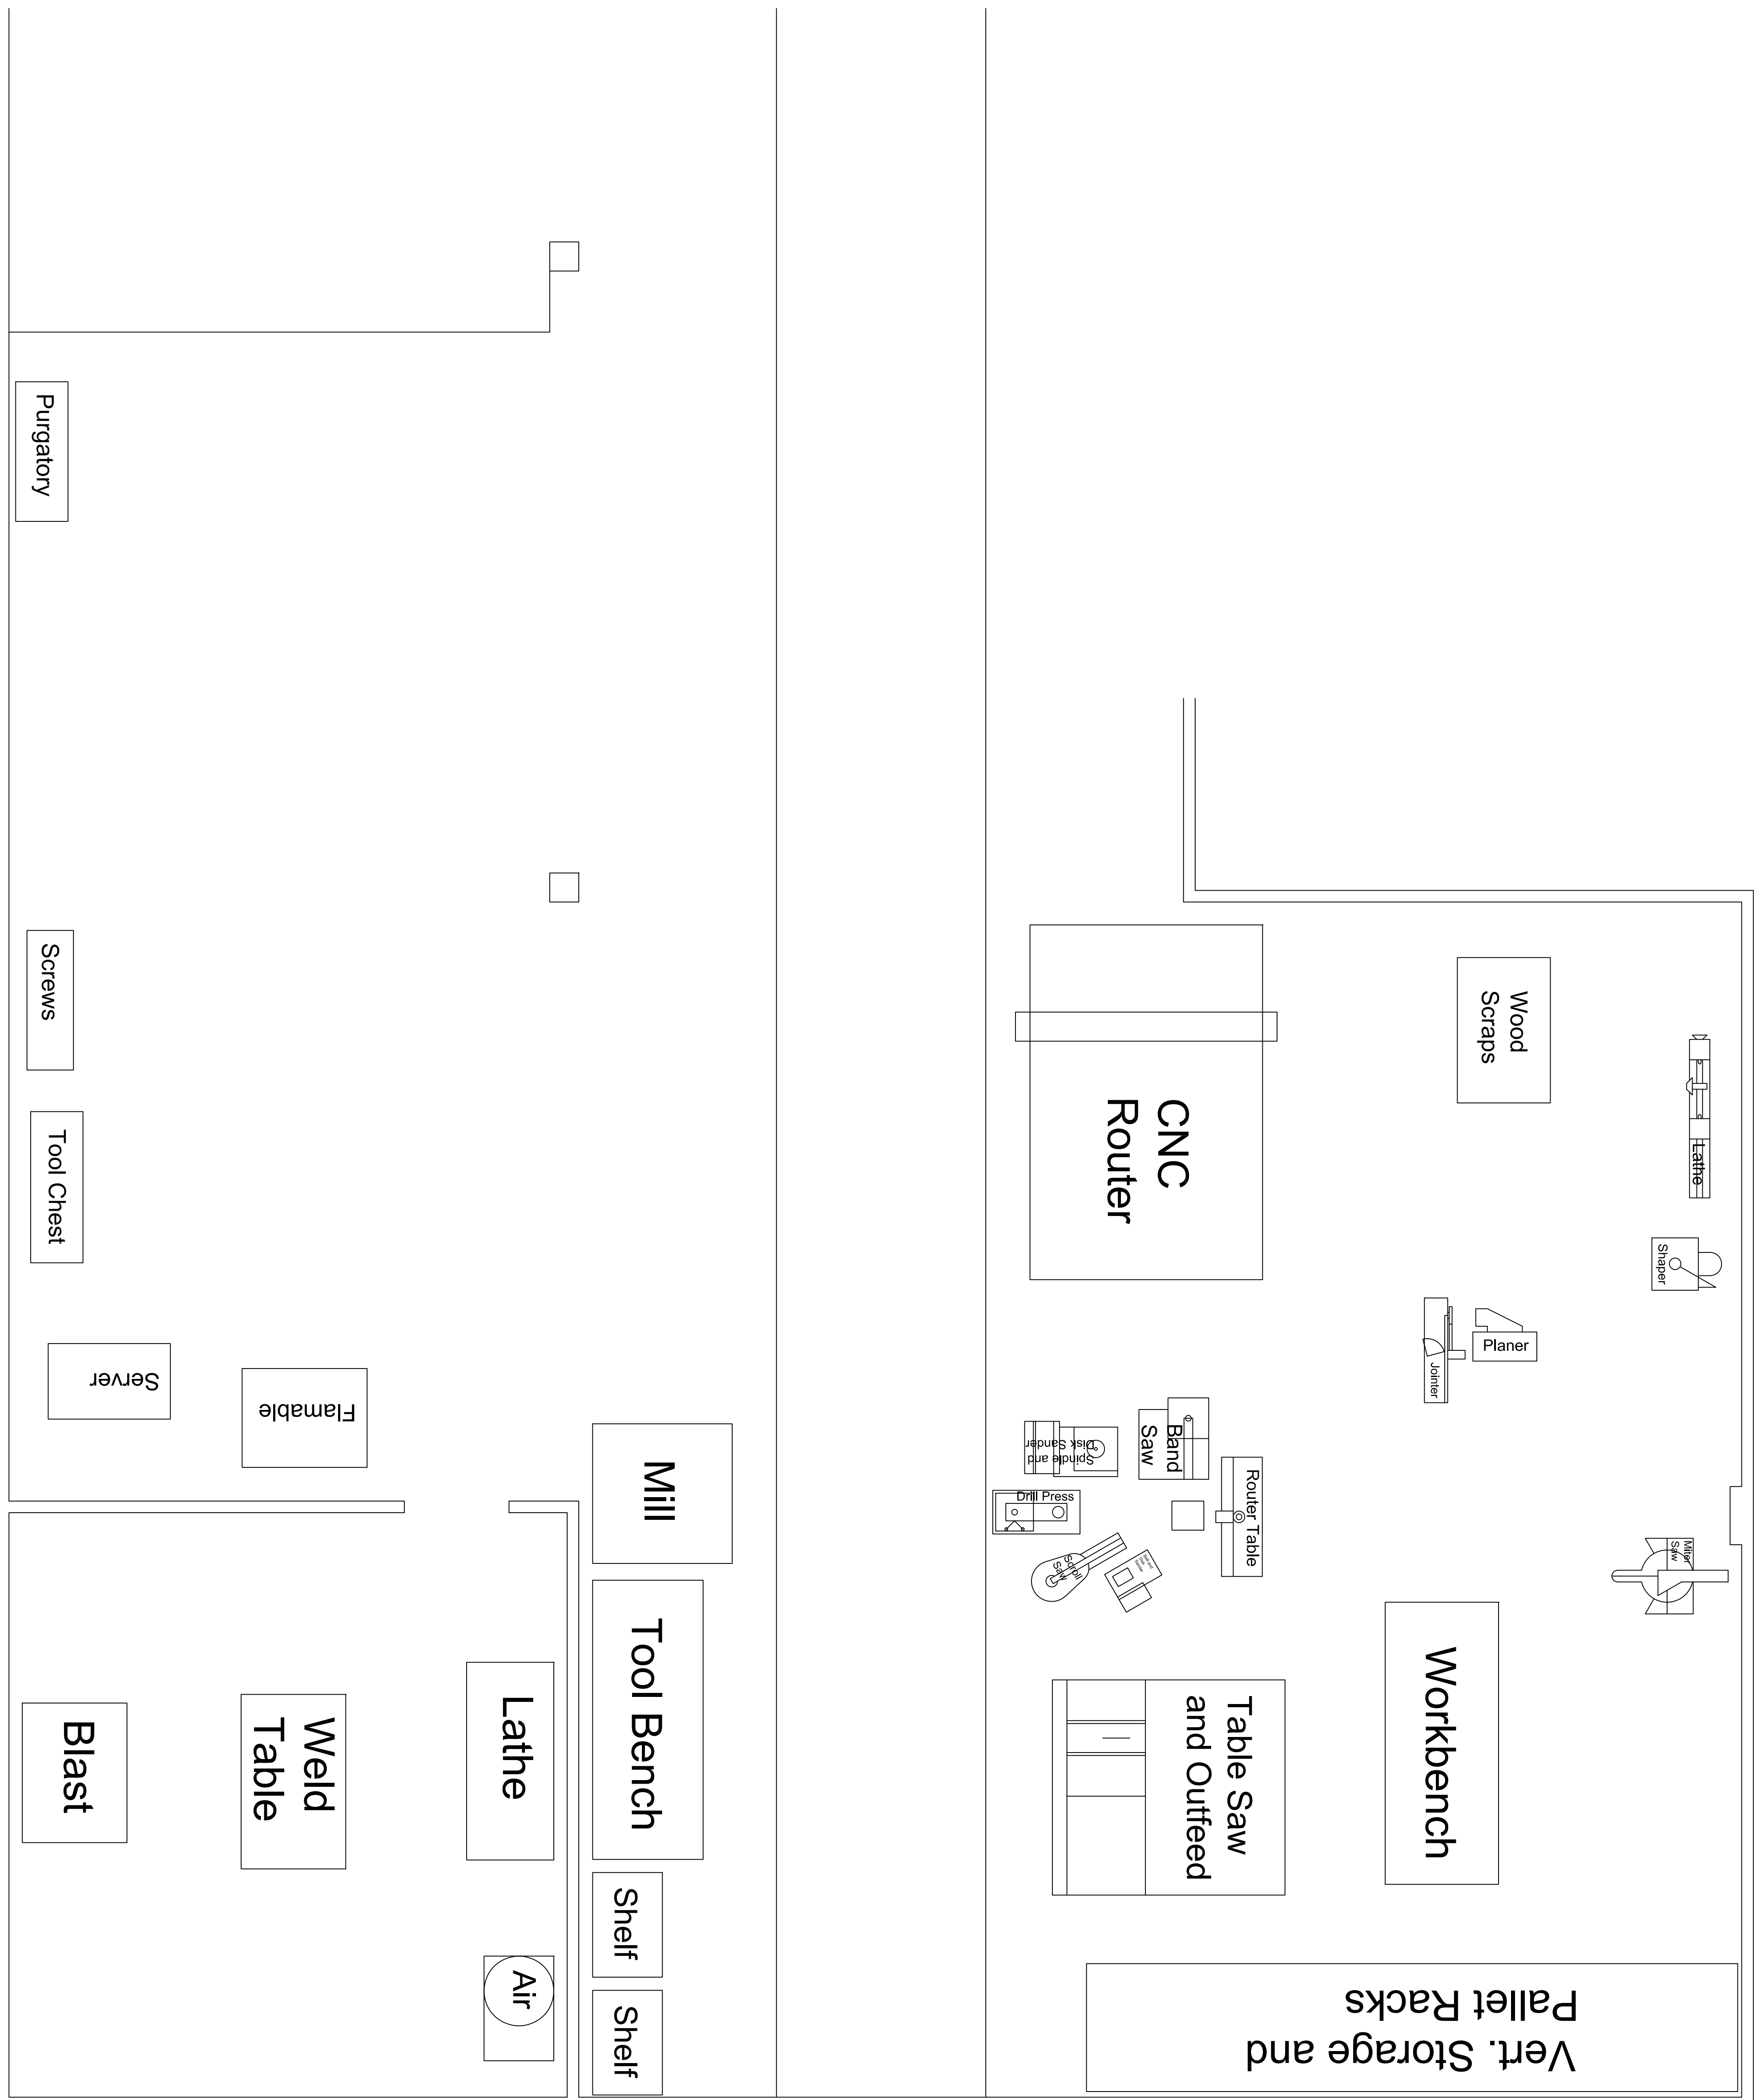 Purgatory
Screws
Tool Chest
Server
Flamable
Mill
Tool Bench
Lathe
Weld
Table
Blast
Air
Shelf
Shelf
CNC
Router
Wood
Scraps
Lathe
Shaper
Planer
Jointer
Band
Saw
Spindle and
Disk Sander
Drill Press
Router Table
Scroll
Saw
Miter
Saw
Workbench
Table Saw
and Outfeed
Vert. Storage and
Pallet Racks